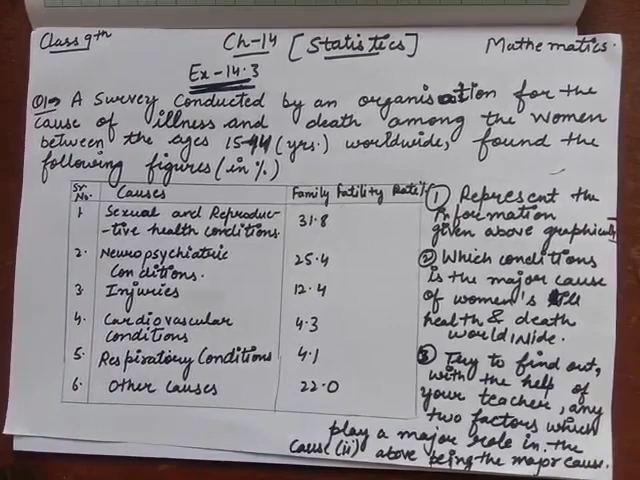 Class 9th Ch-14 [Statistics] Mathematics.
Ex-14.3
Q1⇒ A Survey Conducted by an organisation for the
cause of illness and death among the women
between the ages 15-44 (yrs.) worldwide, found the
following figures (in %)
Sr. No. Causes Family Fatility Rate %
1. Sexual and Reproduc-
tive health conditions. 31.8
2. Neuropsychiatric
Conditions. 25.4
3. Injuries 12.4
4. Cardiovascular
conditions 4.3
5. Respiratory Conditions 4.1
6. Other Causes 22.0
① Represent the
information
given above graphically
② Which conditions
is the major cause
of women's ill
health & death
worldwide.
③ Try to find out,
with the help of
your teacher, any
two factors which
play a major role in the
cause (ii) above being the major cause.